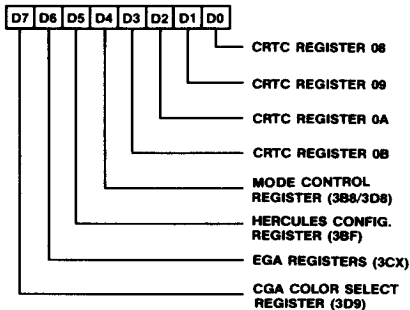 D7 D6 D5 D4 D3 D2 D1 D0
CRTC REGISTER 08
CRTC REGISTER 09
CRTC REGISTER 0A
CRTC REGISTER 0B
MODE CONTROL
REGISTER (3B8/3D8)
HERCULES CONFIG.
REGISTER (3BF)
EGA REGISTERS (3CX)
CGA COLOR SELECT
REGISTER (3D9)